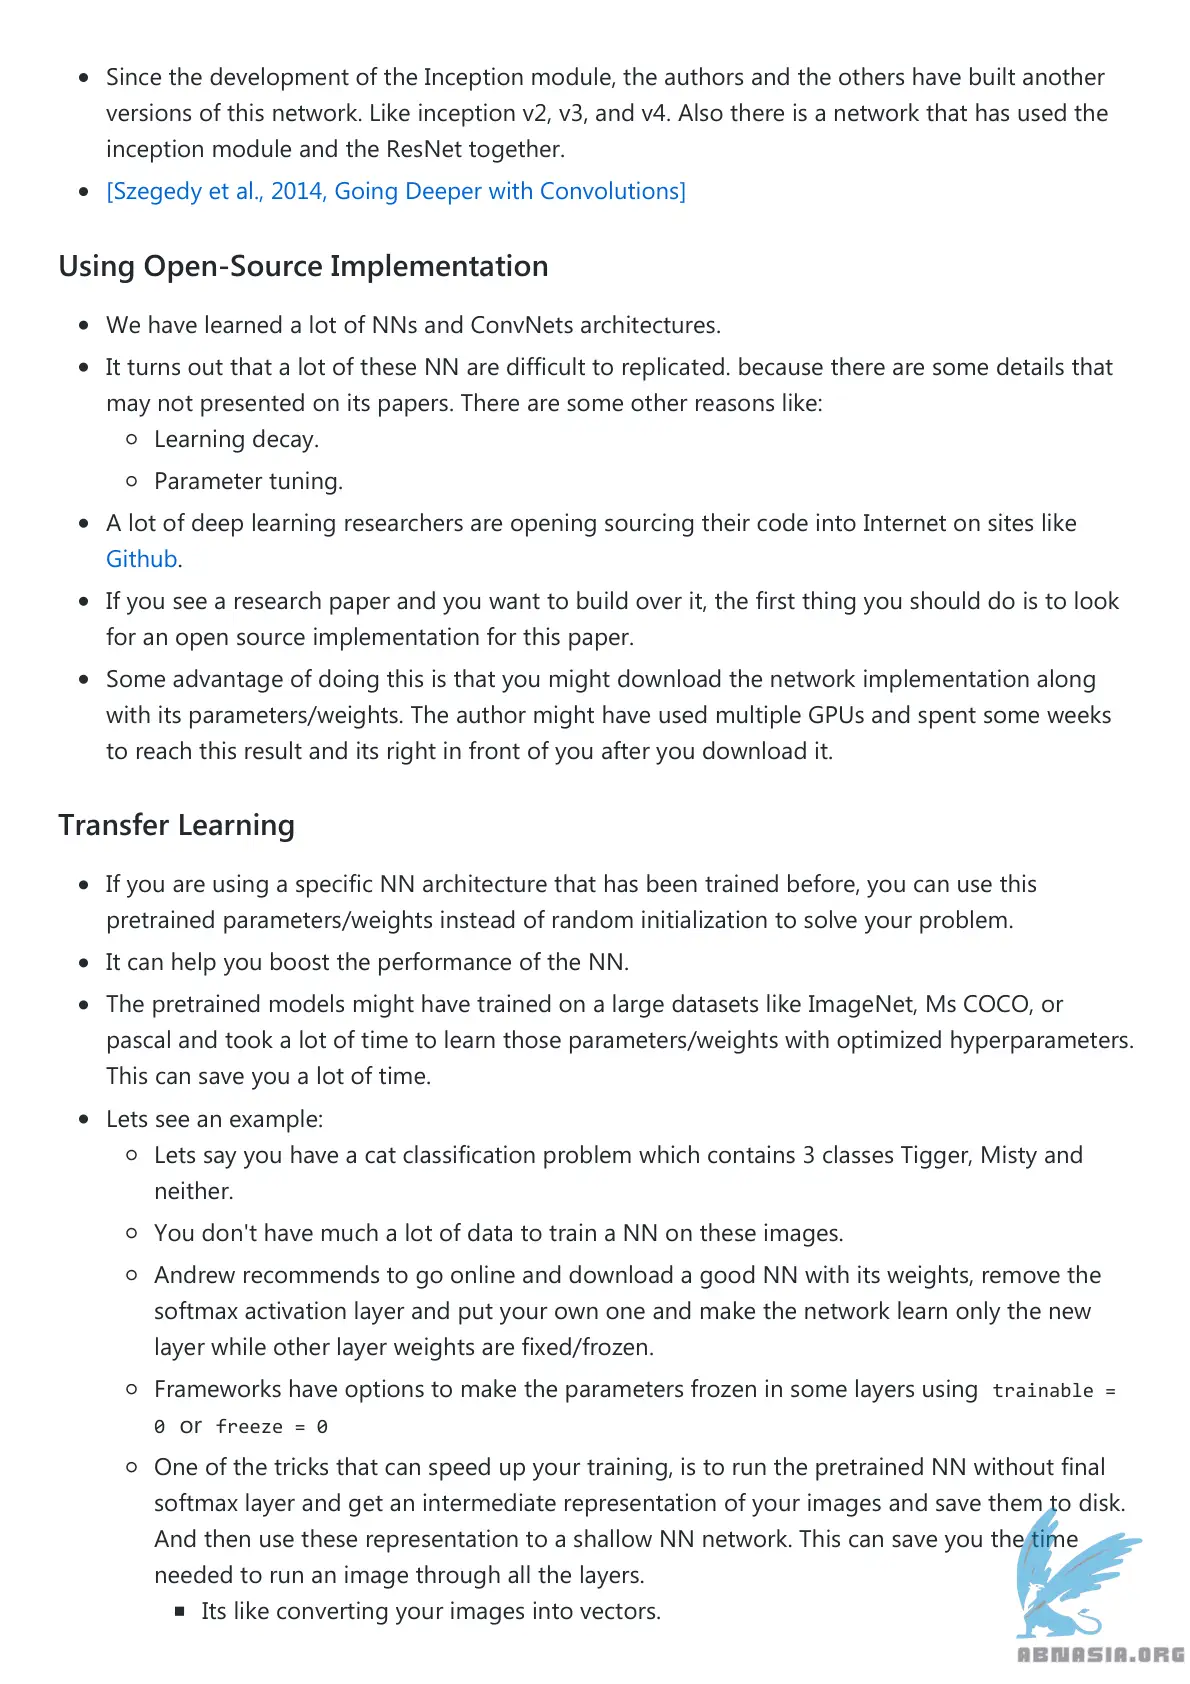 Since the development of the Inception module, the authors and the others have built another
versions of this network. Like inception v2, v3, and v4. Also there is a network that has used the
inception module and the ResNet together.
[Szegedy et al., 2014, Going Deeper with Convolutions]
Using Open-Source Implementation
We have learned a lot of NNs and ConvNets architectures.
It turns out that a lot of these NN are difficult to replicated. because there are some details that
may not presented on its papers. There are some other reasons like:
Learning decay.
Parameter tuning.
A lot of deep learning researchers are opening sourcing their code into Internet on sites like
Github.
If you see a research paper and you want to build over it, the first thing you should do is to look
for an open source implementation for this paper.
Some advantage of doing this is that you might download the network implementation along
with its parameters/weights. The author might have used multiple GPUs and spent some weeks
to reach this result and its right in front of you after you download it.
Transfer Learning
If you are using a specific NN architecture that has been trained before, you can use this
pretrained parameters/weights instead of random initialization to solve your problem.
It can help you boost the performance of the NN.
The pretrained models might have trained on a large datasets like ImageNet, Ms COCO, or
pascal and took a lot of time to learn those parameters/weights with optimized hyperparameters.
This can save you a lot of time.
Lets see an example:
Lets say you have a cat classification problem which contains 3 classes Tigger, Misty and
neither.
You don't have much a lot of data to train a NN on these images.
Andrew recommends to go online and download a good NN with its weights, remove the
softmax activation layer and put your own one and make the network learn only the new
layer while other layer weights are fixed/frozen.
Frameworks have options to make the parameters frozen in some layers using trainable =
0 or freeze = 0
One of the tricks that can speed up your training, is to run the pretrained NN without final
softmax layer and get an intermediate representation of your images and save them to disk.
And then use these representation to a shallow NN network. This can save you the time
needed to run an image through all the layers.
Its like converting your images into vectors.
ABNASIA.ORG